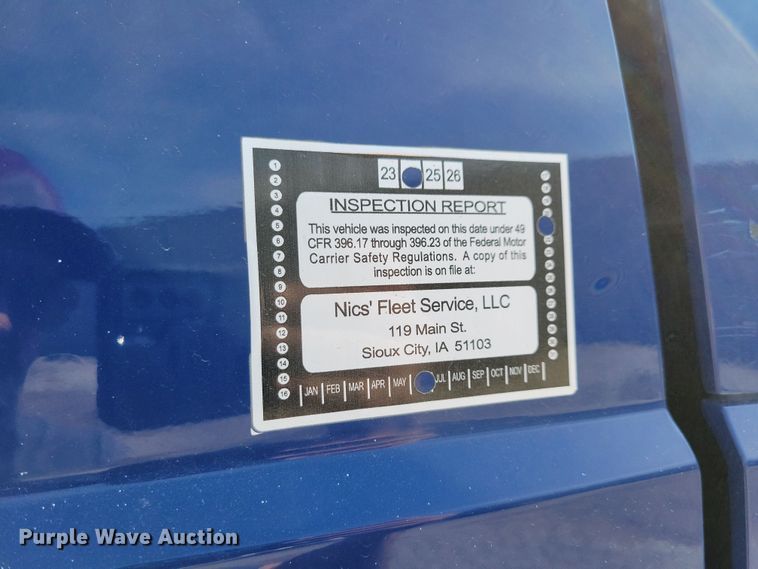 23 25 26
INSPECTION REPORT
This vehicle was inspected on this date under 49
CFR 396.17 through 396.23 of the Federal Motor
Carrier Safety Regulations. A copy of this
inspection is on file at:
Nics' Fleet Service, LLC
119 Main St.
Sioux City, IA 51103
1
2
3
4
5
6
7
8
9
10
11
12
13
14
15
16
JAN FEB MAR APR MAY JUL AUG SEP OCT NOV DEC
Purple Wave Auction